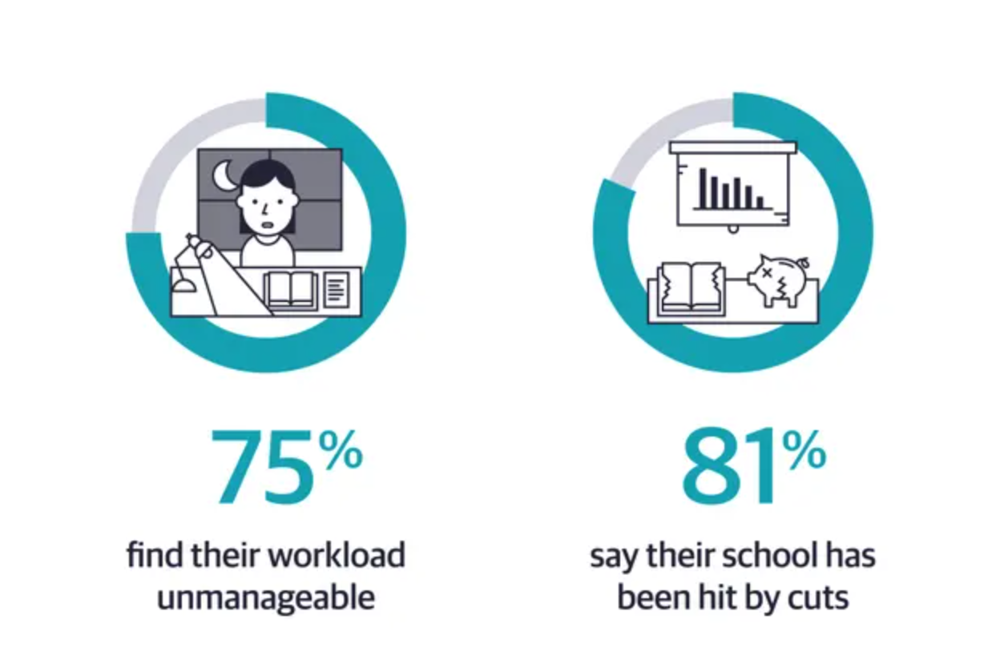 75%
find their workload
unmanageable
81%
say their school has
been hit by cuts